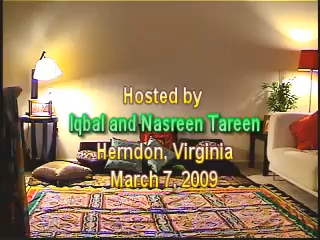 Hosted by
Iqbal and Nasreen Tareen
Herndon, Virginia
March 7, 2009